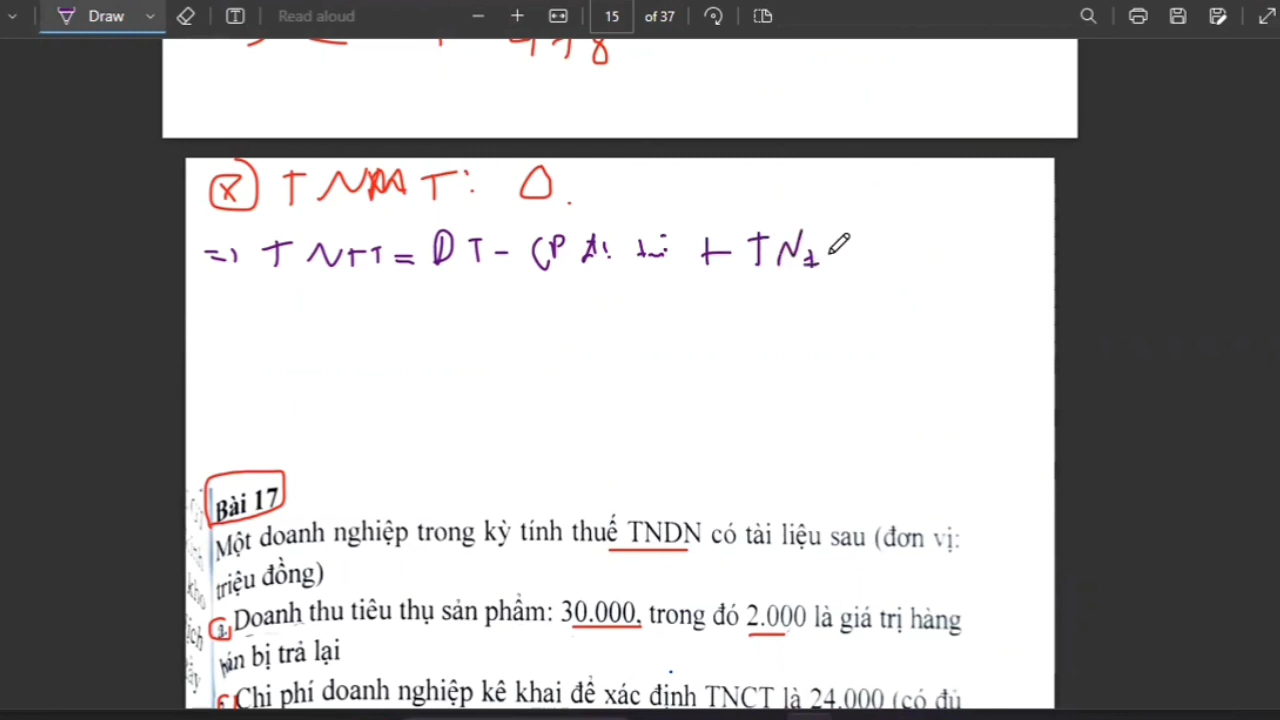 Draw Read aloud 15 of 37
(x) TNMT: 0.
=> TNTT = DT - CP + TN
Bài 17
Một doanh nghiệp trong kỳ tính thuế TNDN có tài liệu sau (đơn vị:
triệu đồng)
Doanh thu tiêu thụ sản phẩm: 30.000, trong đó 2.000 là giá trị hàng
bán bị trả lại
Chi phí doanh nghiệp kê khai để xác định TNCT là 24.000 (có đủ